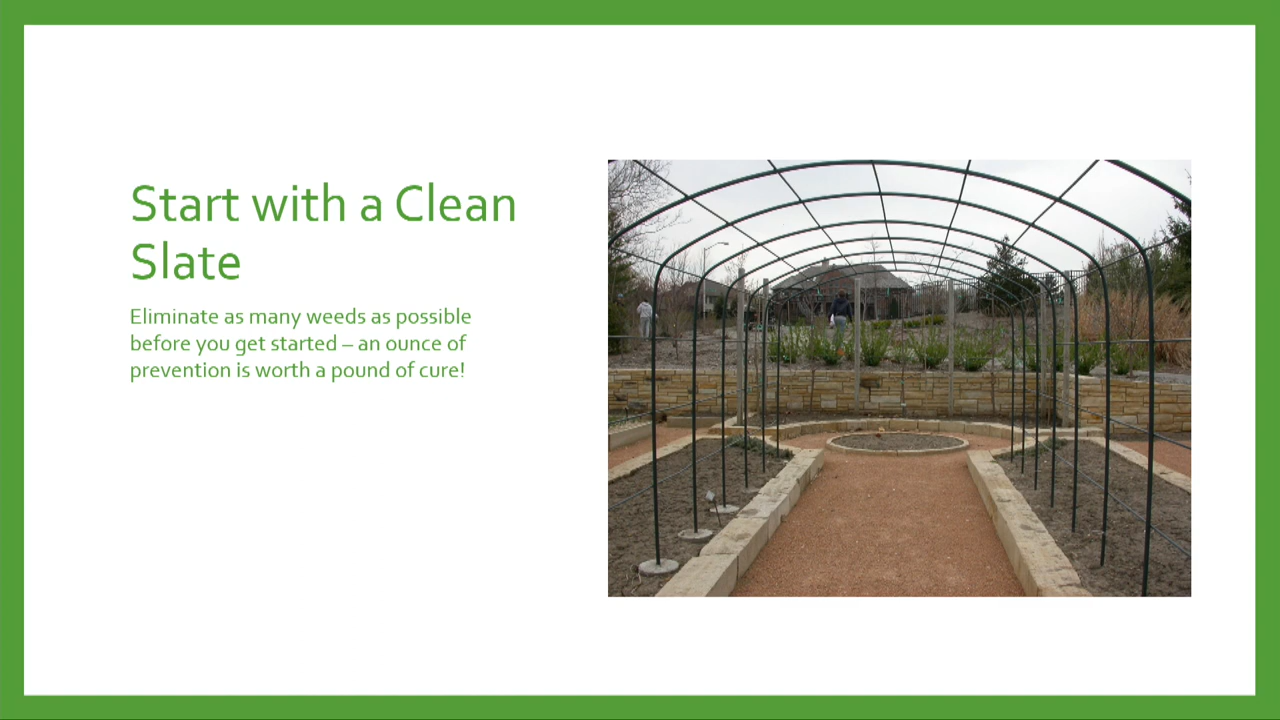 Start with a Clean
Slate
Eliminate as many weeds as possible
before you get started – an ounce of
prevention is worth a pound of cure!